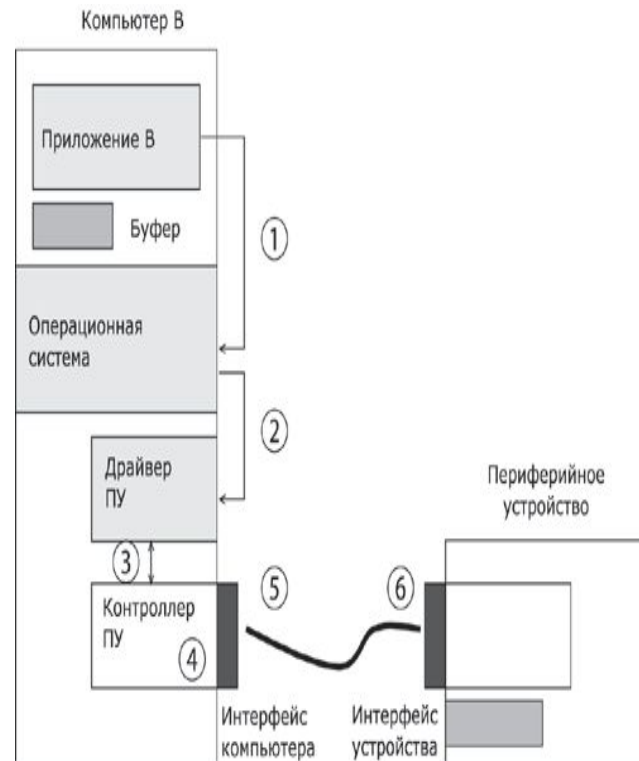 Компьютер В
Приложение В
Буфер
1
Операционная
система
2
Драйвер
ПУ
Периферийное
устройство
3
5
6
Контроллер
ПУ
4
Интерфейс
компьютера
Интерфейс
устройства